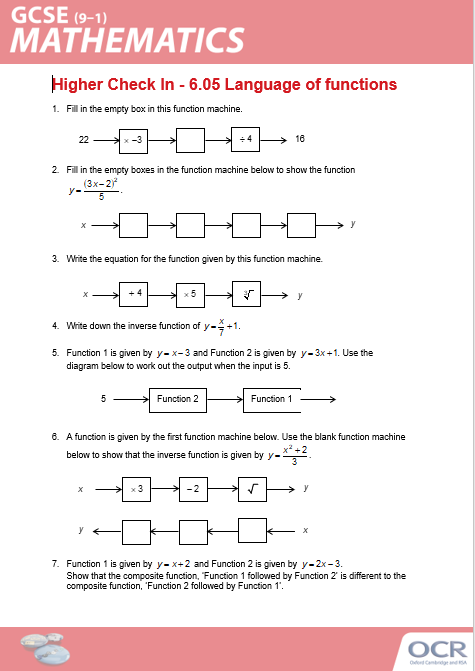 GCSE (9–1)
MATHEMATICS
Higher Check In - 6.05 Language of functions
1. Fill in the empty box in this function machine.
22 × –3 ÷ 4 16
2. Fill in the empty boxes in the function machine below to show the function
y = (3x – 2)² / 5 .
x y
3. Write the equation for the function given by this function machine.
x + 4 × 5 ∛ y
4. Write down the inverse function of y = x/7 + 1.
5. Function 1 is given by y = x – 3 and Function 2 is given by y = 3x + 1. Use the
diagram below to work out the output when the input is 5.
5 Function 2 Function 1
6. A function is given by the first function machine below. Use the blank function machine
below to show that the inverse function is given by y = (x² + 2)/3 .
x × 3 – 2 √ y
y x
7. Function 1 is given by y = x + 2 and Function 2 is given by y = 2x – 3.
Show that the composite function, 'Function 1 followed by Function 2' is different to the
composite function, 'Function 2 followed by Function 1'.
OCR
Oxford Cambridge and RSA